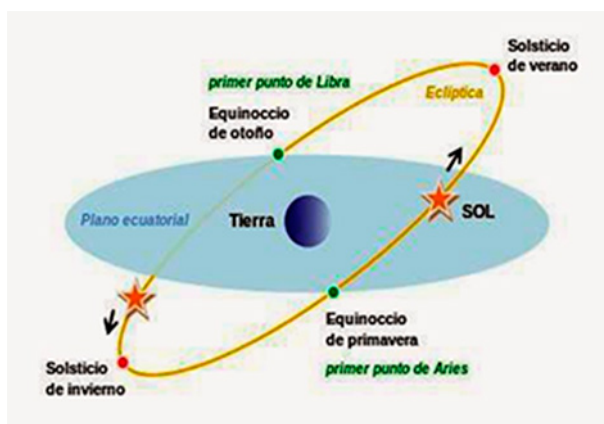 Solsticio
de verano
primer punto de Libra
Eclíptica
Equinoccio
de otoño
Plano ecuatorial
Tierra
SOL
Equinoccio
de primavera
primer punto de Aries
Solsticio
de invierno